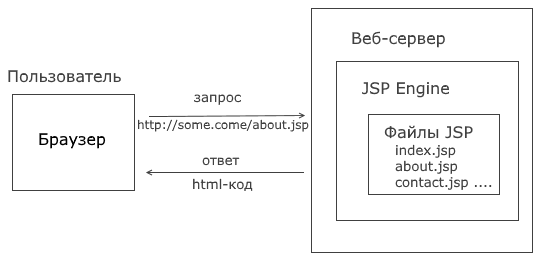 Веб-сервер
Пользователь
JSP Engine
запрос
http://some.come/about.jsp
Браузер
Файлы JSP
index.jsp
about.jsp
contact.jsp ....
ответ
html-код